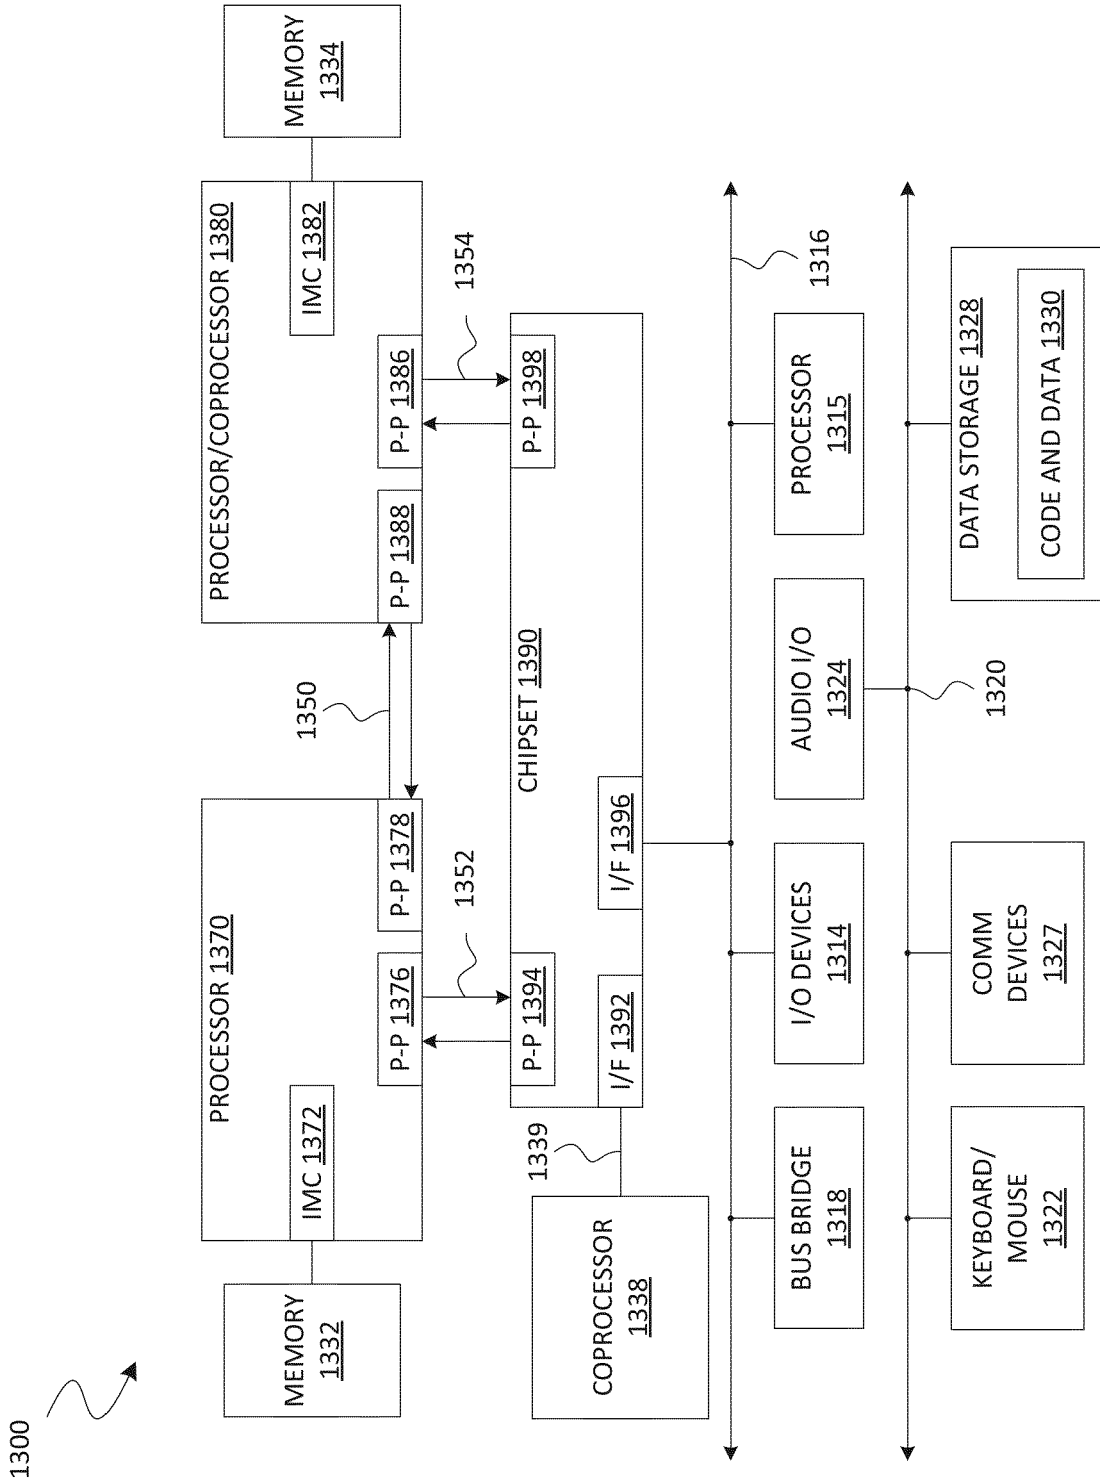 1300
MEMORY
1332
PROCESSOR 1370
IMC 1372
P-P 1376
P-P 1378
1350
PROCESSOR/COPROCESSOR 1380
IMC 1382
P-P 1388
P-P 1386
MEMORY
1334
1352
1354
COPROCESSOR
1338
1339
CHIPSET 1390
P-P 1394
P-P 1398
I/F 1392
I/F 1396
1316
BUS BRIDGE
1318
I/O DEVICES
1314
AUDIO I/O
1324
PROCESSOR
1315
1320
KEYBOARD/
MOUSE
1322
COMM
DEVICES
1327
DATA STORAGE 1328
CODE AND DATA 1330